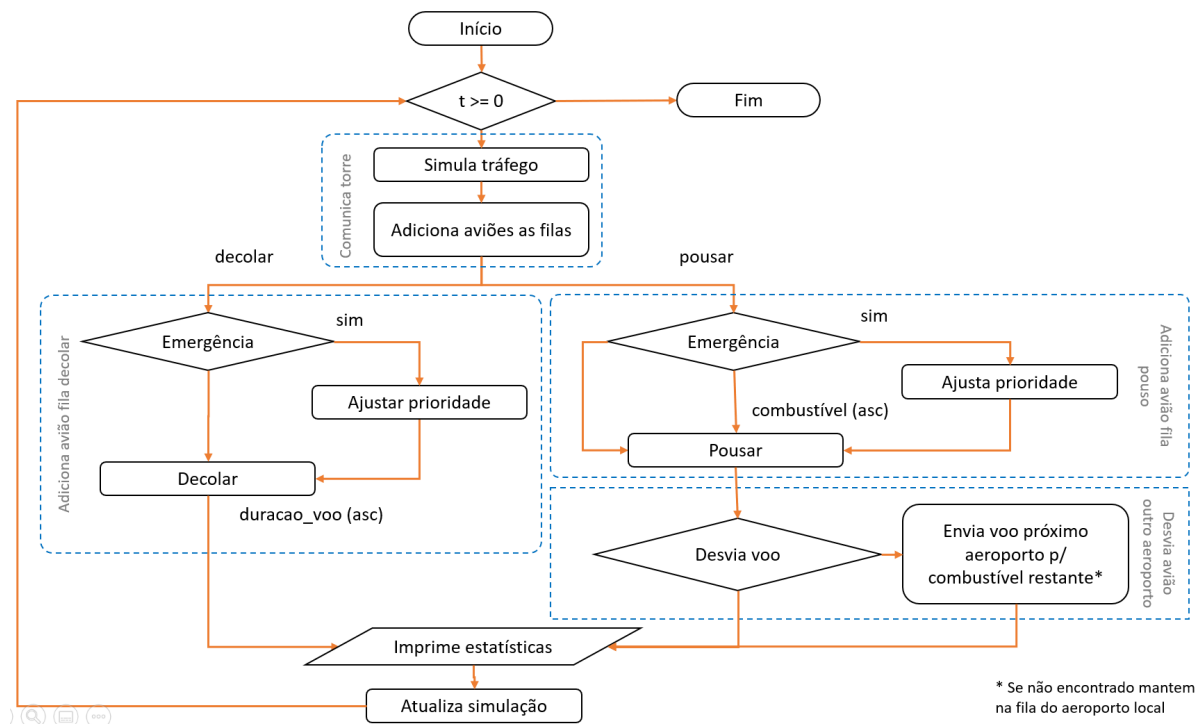 Início
t >= 0
Fim
Comunica torre
Simula tráfego
Adiciona aviões as filas
decolar
pousar
Adiciona avião fila decolar
Emergência
sim
Ajustar prioridade
Decolar
duracao_voo (asc)
Emergência
sim
Ajusta prioridade
combustível (asc)
Pousar
Adiciona avião fila
pouso
Desvia voo
Envia voo próximo
aeroporto p/
combustível restante*
Desvia avião
outro aeroporto
Imprime estatísticas
Atualiza simulação
* Se não encontrado mantem
na fila do aeroporto local